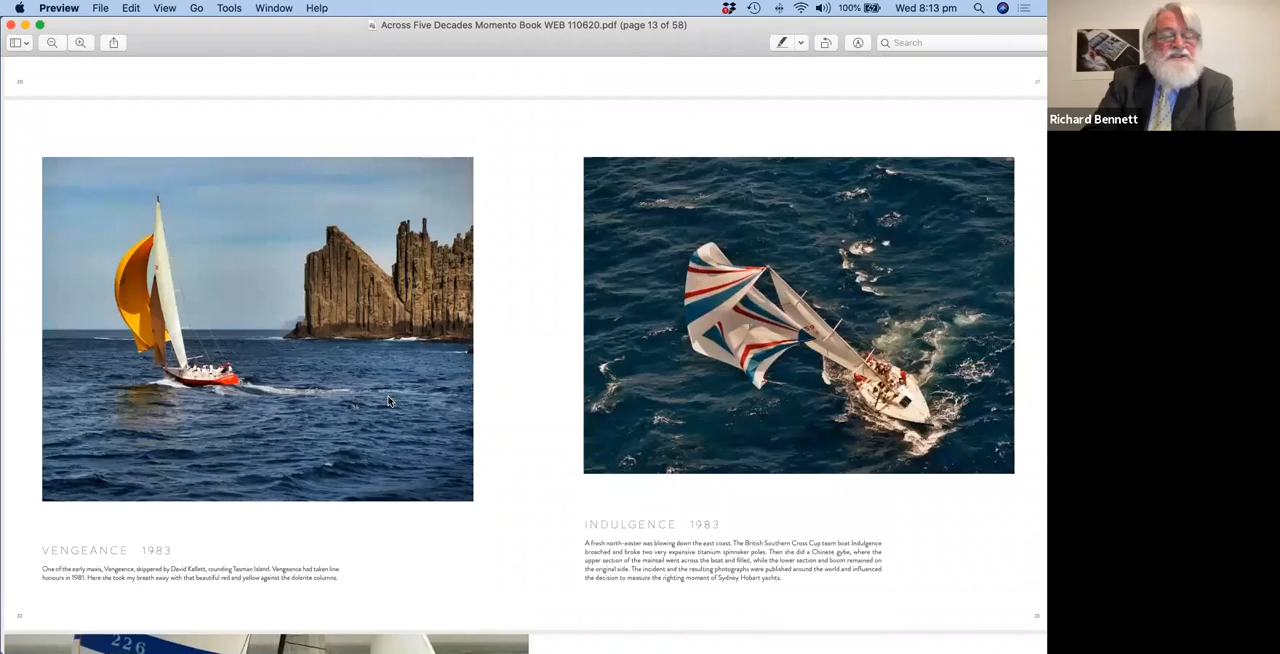 Preview File Edit View Go Tools Window Help 100% Wed 8:13 pm
Across Five Decades Momento Book WEB 110620.pdf (page 13 of 58)
Search
Richard Bennett
20
21
VENGEANCE 1983
One of the early maxis, Vengeance, skippered by David Kellett, rounding Tasman Island. Vengeance had taken line
honours in 1981. Here she took my breath away with that beautiful red and yellow against the dolerite columns.
INDULGENCE 1983
A fresh north-easter was blowing down the east coast. The British Southern Cross Cup team boat Indulgence
broached and broke two very expensive titanium spinnaker poles. Then she did a Chinese gybe, where the
upper section of the mainsail went across the boat and filled, while the lower section and boom remained on
the original side. The incident and the resulting photographs were published around the world and influenced
the decision to measure the righting moment of Sydney Hobart yachts.
22
23
226